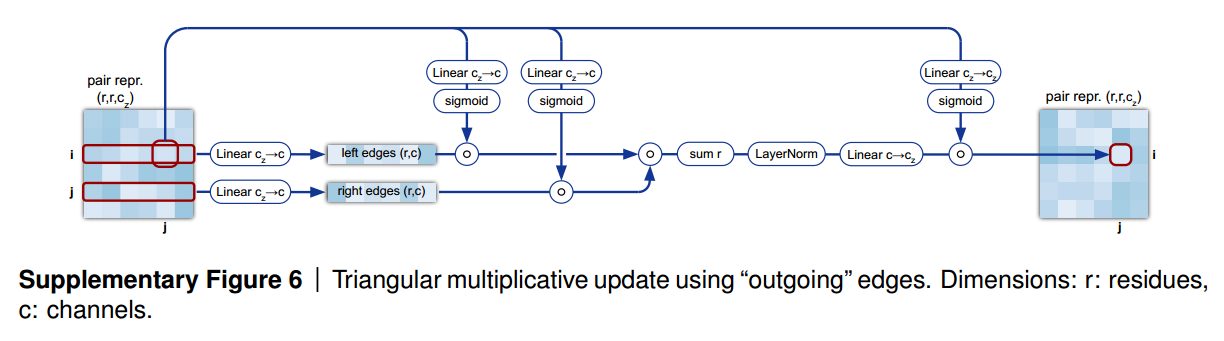 pair repr.
(r,r,c_z)
Linear c_z→c
Linear c_z→c
Linear c_z→c_z
sigmoid
sigmoid
sigmoid
pair repr. (r,r,c_z)
i
Linear c_z→c
left edges (r,c)
sum r
LayerNorm
Linear c→c_z
i
j
Linear c_z→c
right edges (r,c)
j
j
Supplementary Figure 6 | Triangular multiplicative update using “outgoing” edges. Dimensions: r: residues,
c: channels.